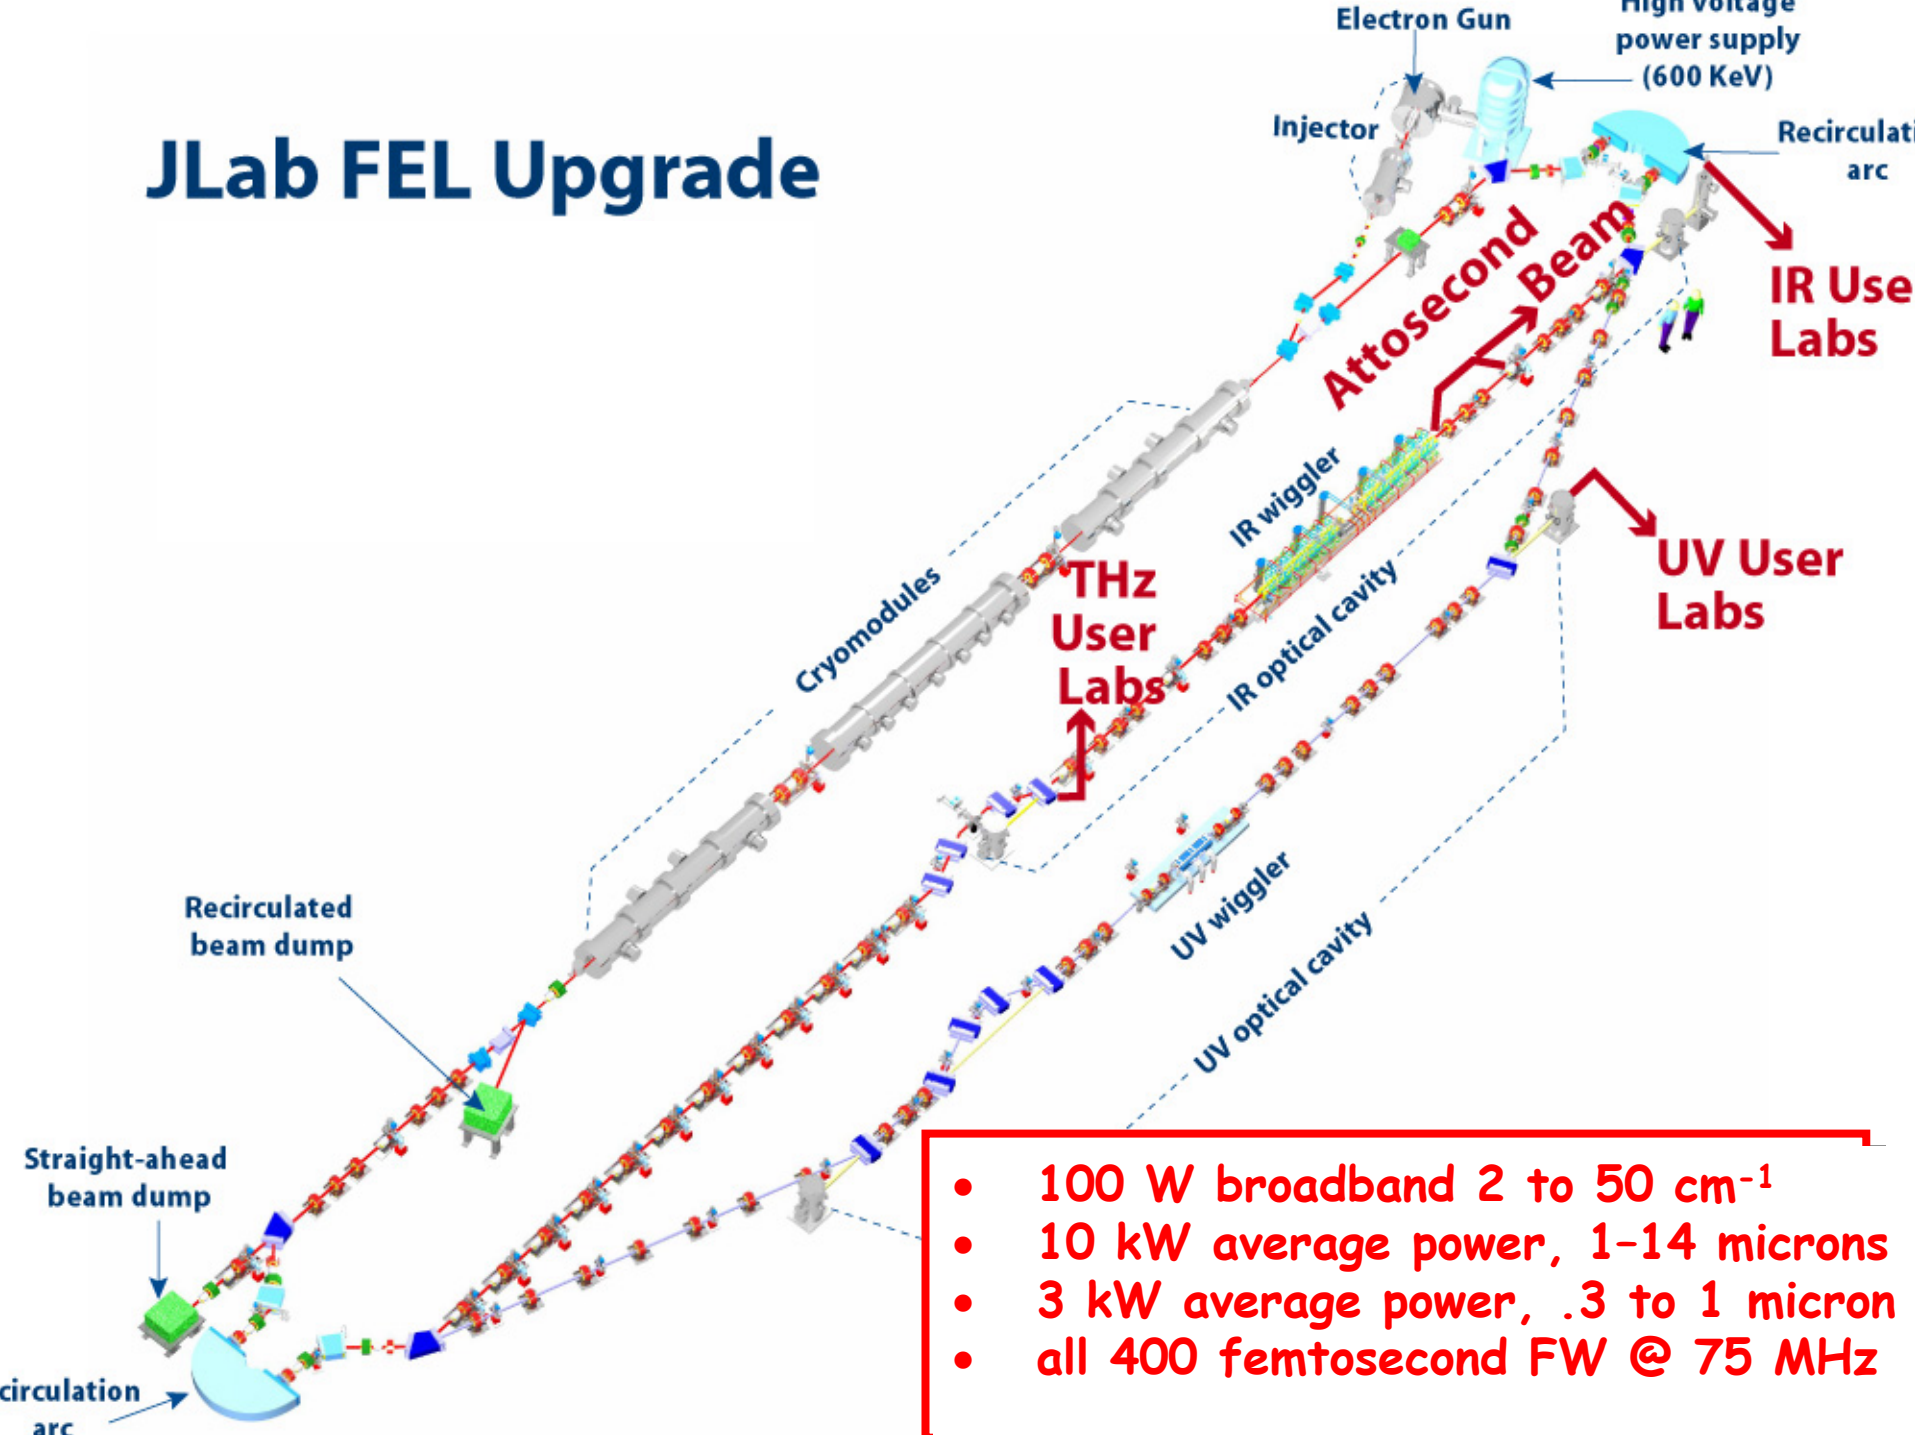 Electron Gun
High voltage
power supply
(600 KeV)
JLab FEL Upgrade
Injector
Recirculati
arc
Attosecond
Beam
IR Use
Labs
IR wiggler
Cryomodules
THz
User
Labs
IR optical cavity
UV User
Labs
Recirculated
beam dump
UV wiggler
UV optical cavity
Straight-ahead
beam dump
• 100 W broadband 2 to 50 cm⁻¹
• 10 kW average power, 1–14 microns
• 3 kW average power, .3 to 1 micron
• all 400 femtosecond FW @ 75 MHz
circulation
arc